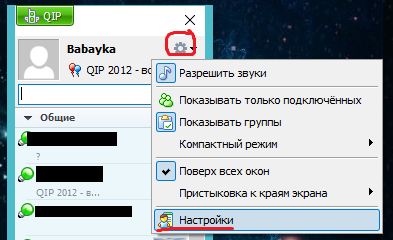 QIP
Babayka
QIP 2012 - вс
Разрешить звуки
Показывать только подключённых
Показывать группы
Компактный режим
Поверх всех окон
Пристыковка к краям экрана
Настройки
Общие
?
QIP 2012 - в...